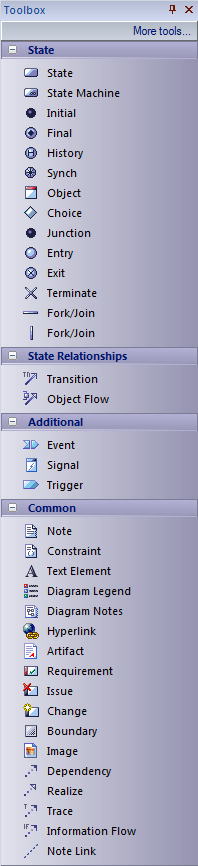 Toolbox
More tools...
State
State
State Machine
Initial
Final
History
Synch
Object
Choice
Junction
Entry
Exit
Terminate
Fork/Join
Fork/Join
State Relationships
Transition
Object Flow
Additional
Event
Signal
Trigger
Common
Note
Constraint
Text Element
Diagram Legend
Diagram Notes
Hyperlink
Artifact
Requirement
Issue
Change
Boundary
Image
Dependency
Realize
Trace
Information Flow
Note Link